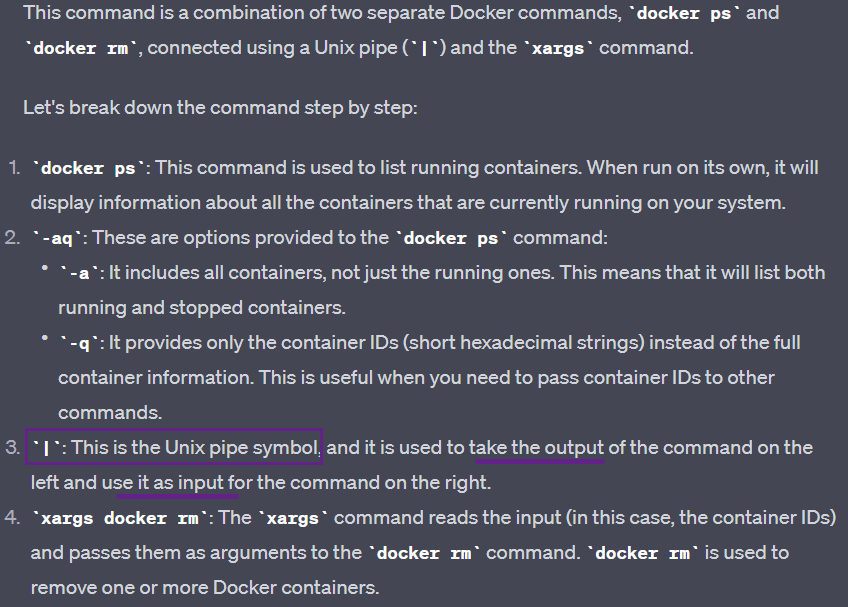 This command is a combination of two separate Docker commands, `docker ps` and
`docker rm`, connected using a Unix pipe (`|`) and the `xargs` command.
Let's break down the command step by step:
1. `docker ps`: This command is used to list running containers. When run on its own, it will
display information about all the containers that are currently running on your system.
2. `-aq`: These are options provided to the `docker ps` command:
• `-a`: It includes all containers, not just the running ones. This means that it will list both
running and stopped containers.
• `-q`: It provides only the container IDs (short hexadecimal strings) instead of the full
container information. This is useful when you need to pass container IDs to other
commands.
3. `|`: This is the Unix pipe symbol, and it is used to take the output of the command on the
left and use it as input for the command on the right.
4. `xargs docker rm`: The `xargs` command reads the input (in this case, the container IDs)
and passes them as arguments to the `docker rm` command. `docker rm` is used to
remove one or more Docker containers.